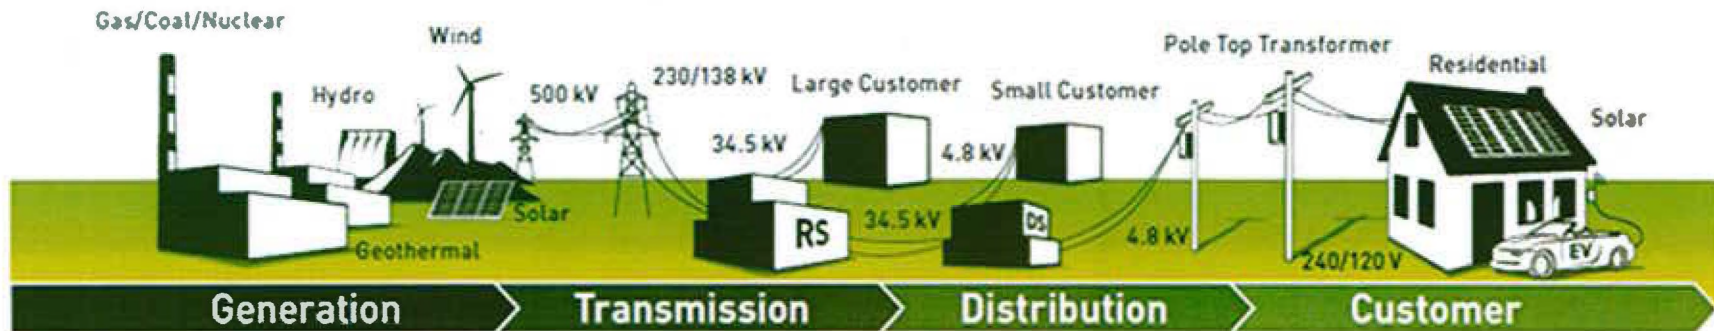 Gas/Coal/Nuclear
Wind
Hydro
Solar
Geothermal
500 kV
230/138 kV
34.5 kV
Large Customer
RS
34.5 kV
4.8 kV
Small Customer
DS
4.8 kV
Pole Top Transformer
240/120 V
Residential
Solar
EV
Generation
Transmission
Distribution
Customer